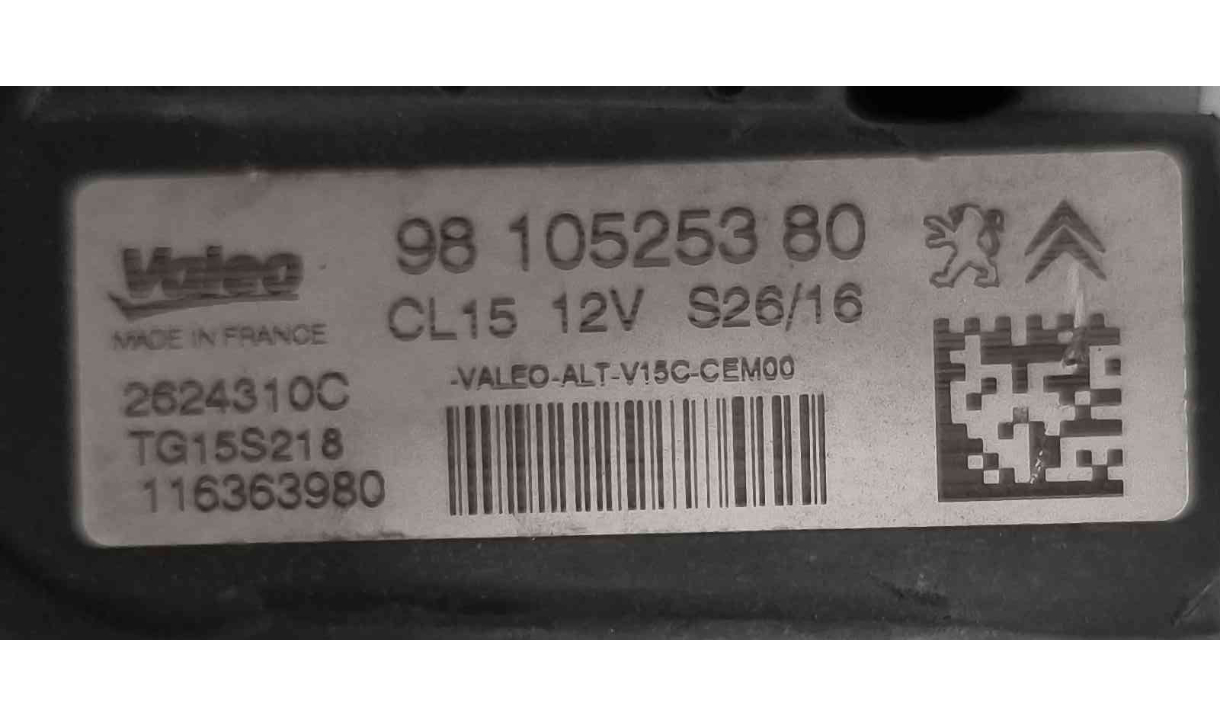 Valeo
MADE IN FRANCE
2624310C
TG15S218
116363980
98 105253 80
CL15 12V S26/16
-VALEO-ALT-V15C-CEM00